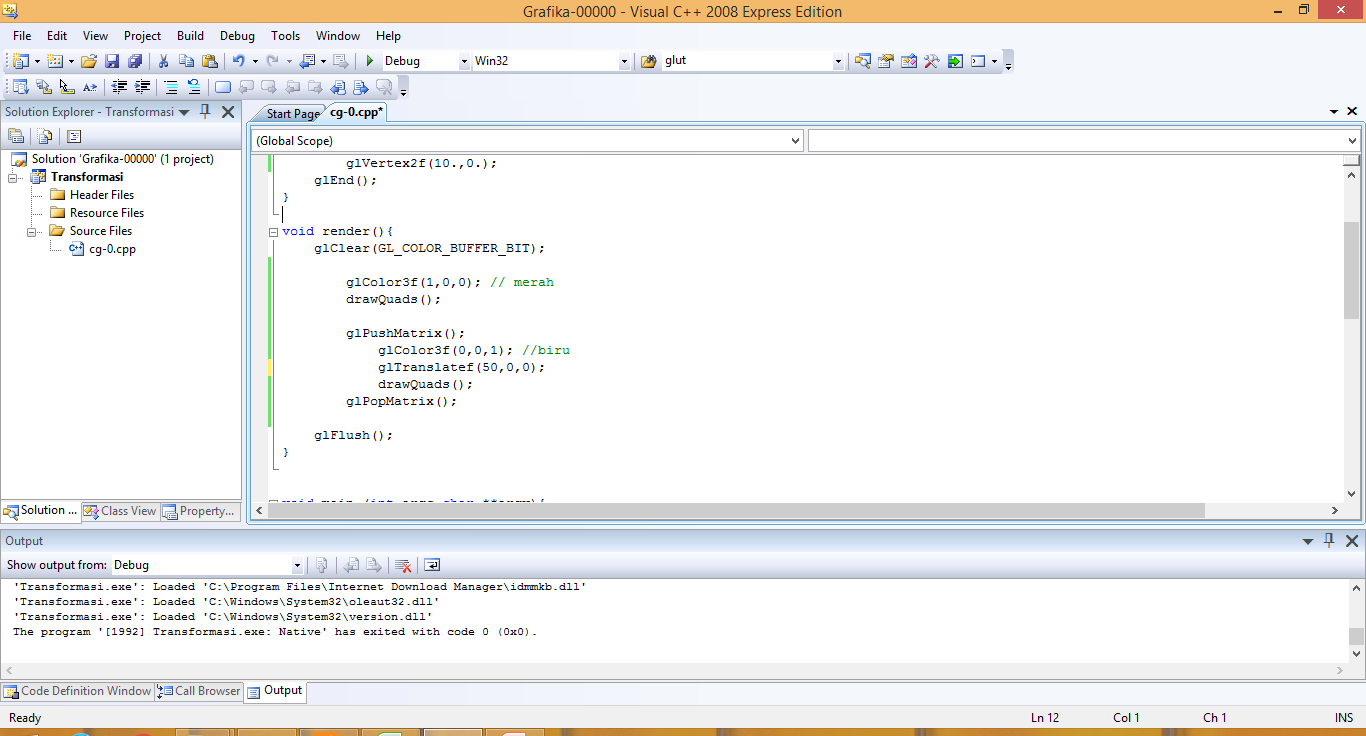 Grafika-00000 - Visual C++ 2008 Express Edition
File Edit View Project Build Debug Tools Window Help
Debug Win32 glut
Solution Explorer - Transformasi
Start Page cg-0.cpp*
(Global Scope)
Solution 'Grafika-00000' (1 project)
Transformasi
Header Files
Resource Files
Source Files
cg-0.cpp
glVertex2f(10.,0.);
glEnd();
}
void render(){
glClear(GL_COLOR_BUFFER_BIT);
glColor3f(1,0,0); // merah
drawQuads();
glPushMatrix();
glColor3f(0,0,1); //biru
glTranslatef(50,0,0);
drawQuads();
glPopMatrix();
glFlush();
}
Solution ... Class View Property...
Output
Show output from: Debug
'Transformasi.exe': Loaded 'C:\Program Files\Internet Download Manager\idmmkb.dll'
'Transformasi.exe': Loaded 'C:\Windows\System32\oleaut32.dll'
'Transformasi.exe': Loaded 'C:\Windows\System32\version.dll'
The program '[1992] Transformasi.exe: Native' has exited with code 0 (0x0).
Code Definition Window Call Browser Output
Ready Ln 12 Col 1 Ch 1 INS